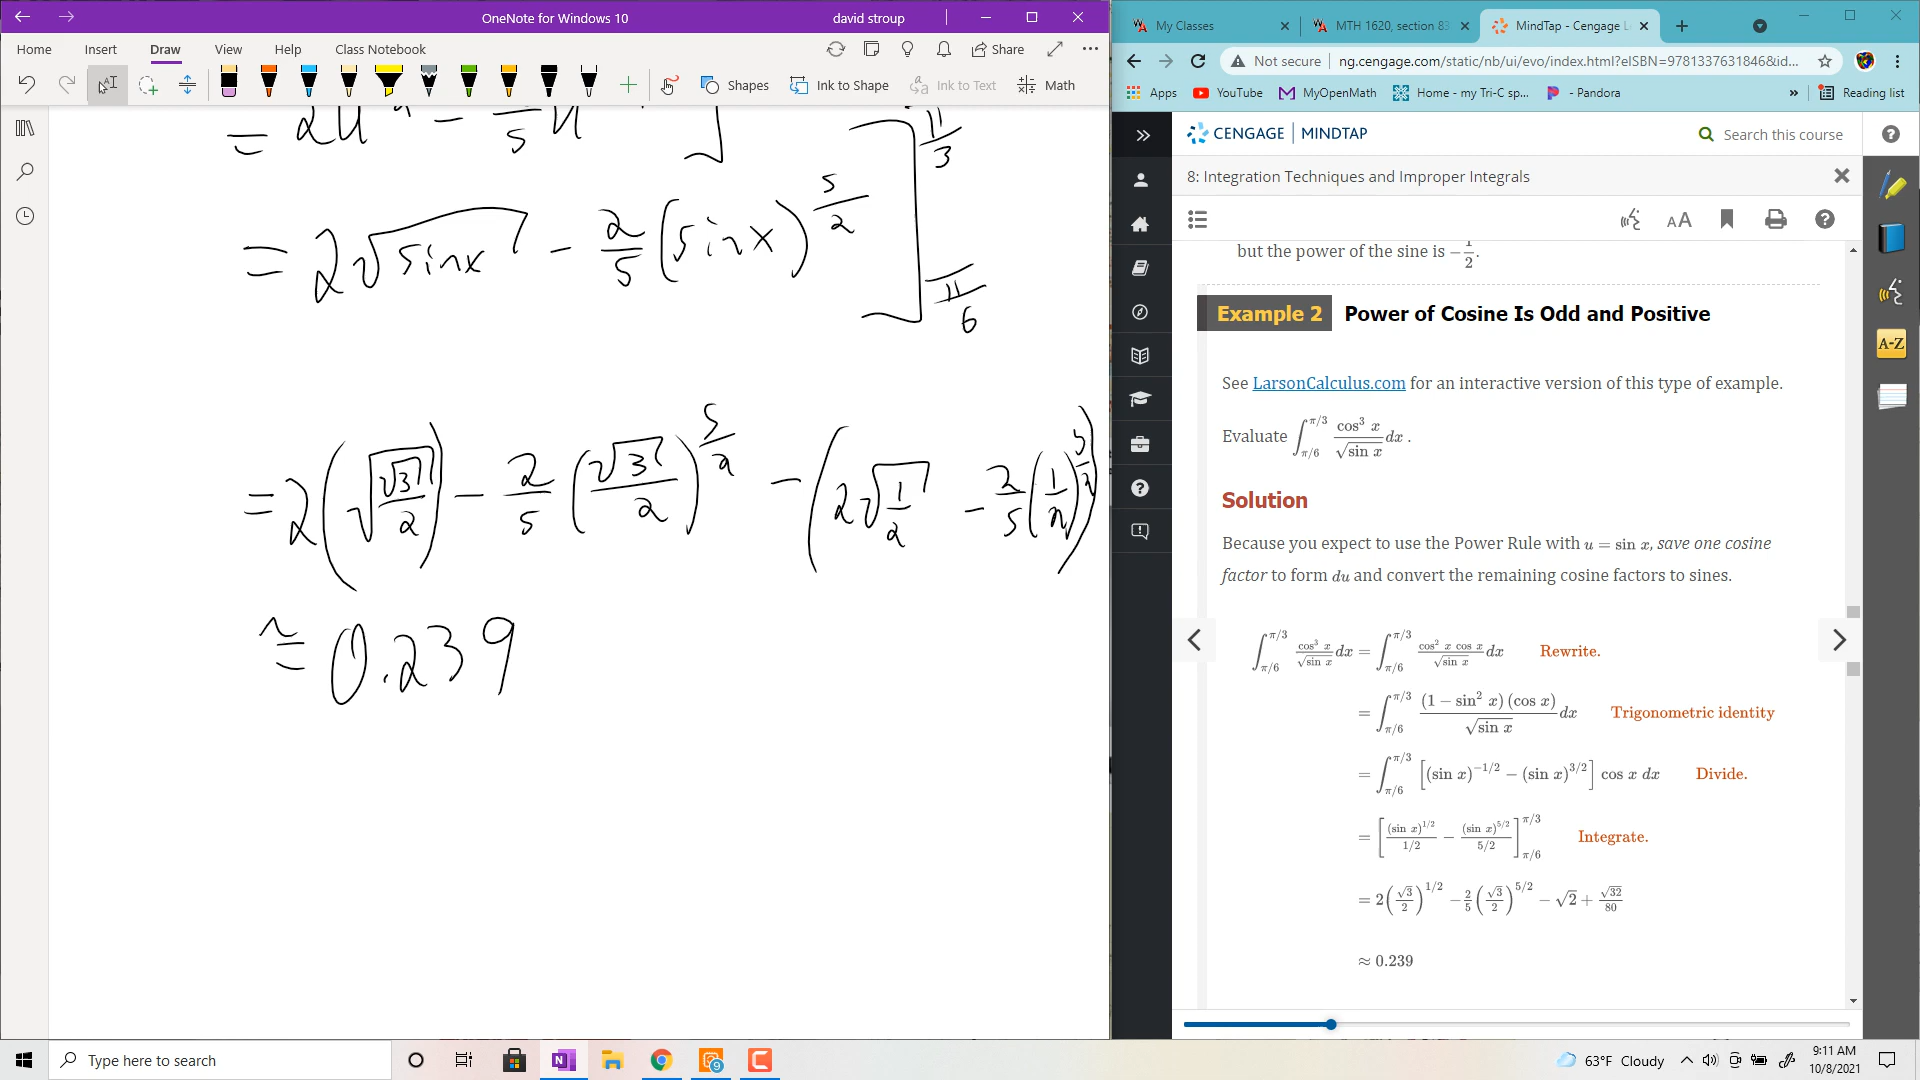 OneNote for Windows 10
david stroup
Home Insert Draw View Help Class Notebook Share
Shapes Ink to Shape Ink to Text Math
= 2u - 2/5 u ]
= 2√sinx - 2/5 (sinx)^5/2 ] π/3 π/6
= 2(√(√3/2)) - 2/5 (√3/2)^5/2 - (2√(1/2) - 2/5 (1/2)^5/2)
≅ 0.239
My Classes
MTH 1620, section 83
MindTap - Cengage L
Not secure ng.cengage.com/static/nb/ui/evo/index.html?eISBN=9781337631846&id...
Apps YouTube MyOpenMath Home - my Tri-C sp... - Pandora » Reading list
CENGAGE | MINDTAP
Search this course
8: Integration Techniques and Improper Integrals
AA
but the power of the sine is −1/2.
Example 2 Power of Cosine Is Odd and Positive
See LarsonCalculus.com for an interactive version of this type of example.
Evaluate ∫π/6^π/3 cos³ x/√sin x dx .
Solution
Because you expect to use the Power Rule with u = sin x, save one cosine
factor to form du and convert the remaining cosine factors to sines.
∫π/6^π/3 cos³ x/√sin x dx = ∫π/6^π/3 cos² x cos x/√sin x dx Rewrite.
= ∫π/6^π/3 (1 − sin² x) (cos x)/√sin x dx Trigonometric identity
= ∫π/6^π/3 [(sin x)^−1/2 − (sin x)^3/2] cos x dx Divide.
= [(sin x)^1/2/1/2 − (sin x)^5/2/5/2]π/6^π/3 Integrate.
= 2(√3/2)^1/2 − 2/5(√3/2)^5/2 − √2 + √32/80
≈ 0.239
A-Z
Type here to search
9
63°F Cloudy
9:11 AM
10/8/2021